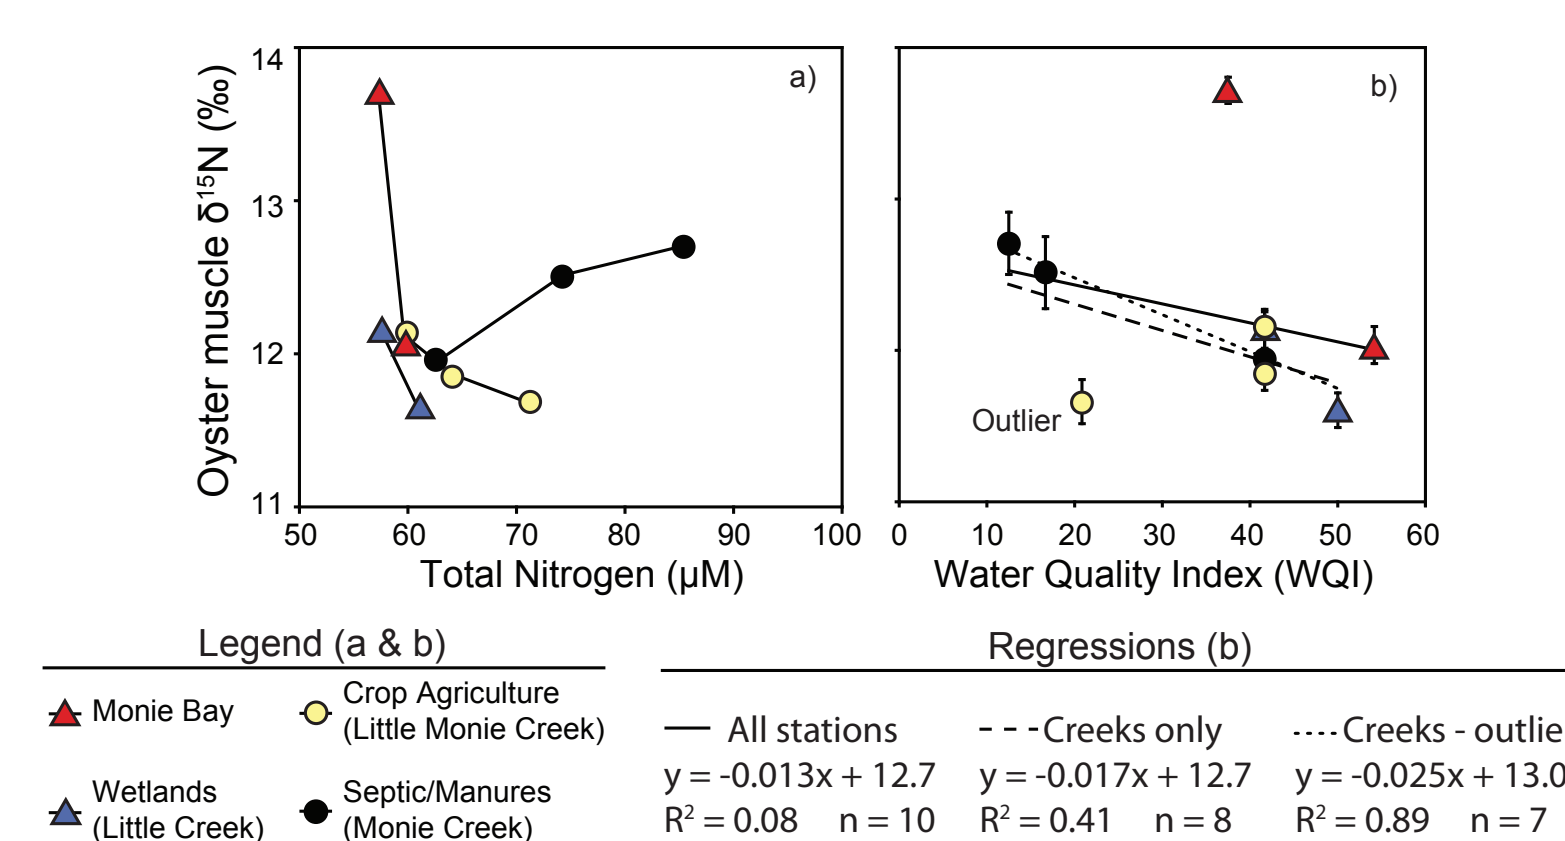 14
13
12
11
Oyster muscle δ¹⁵N (‰)
a)
50 60 70 80 90 100
Total Nitrogen (µM)
b)
Outlier
0 10 20 30 40 50 60
Water Quality Index (WQI)
Legend (a & b)
Monie Bay
Crop Agriculture
(Little Monie Creek)
Wetlands
(Little Creek)
Septic/Manures
(Monie Creek)
Regressions (b)
All stations
y = -0.013x + 12.7
R² = 0.08 n = 10
Creeks only
y = -0.017x + 12.7
R² = 0.41 n = 8
Creeks - outlie
y = -0.025x + 13.0
R² = 0.89 n = 7